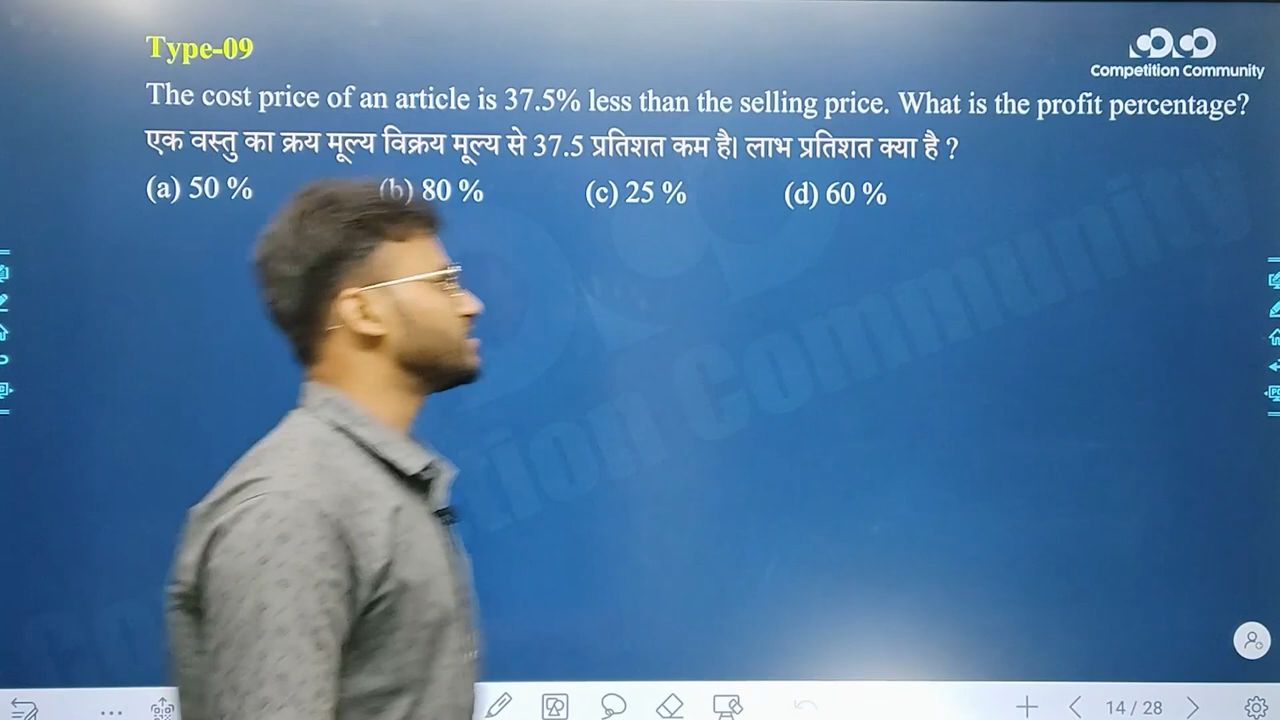 Type-09
Competition Community
The cost price of an article is 37.5% less than the selling price. What is the profit percentage?
एक वस्तु का क्रय मूल्य विक्रय मूल्य से 37.5 प्रतिशत कम है। लाभ प्रतिशत क्या है ?
(a) 50 % (b) 80 % (c) 25 % (d) 60 %
14 / 28